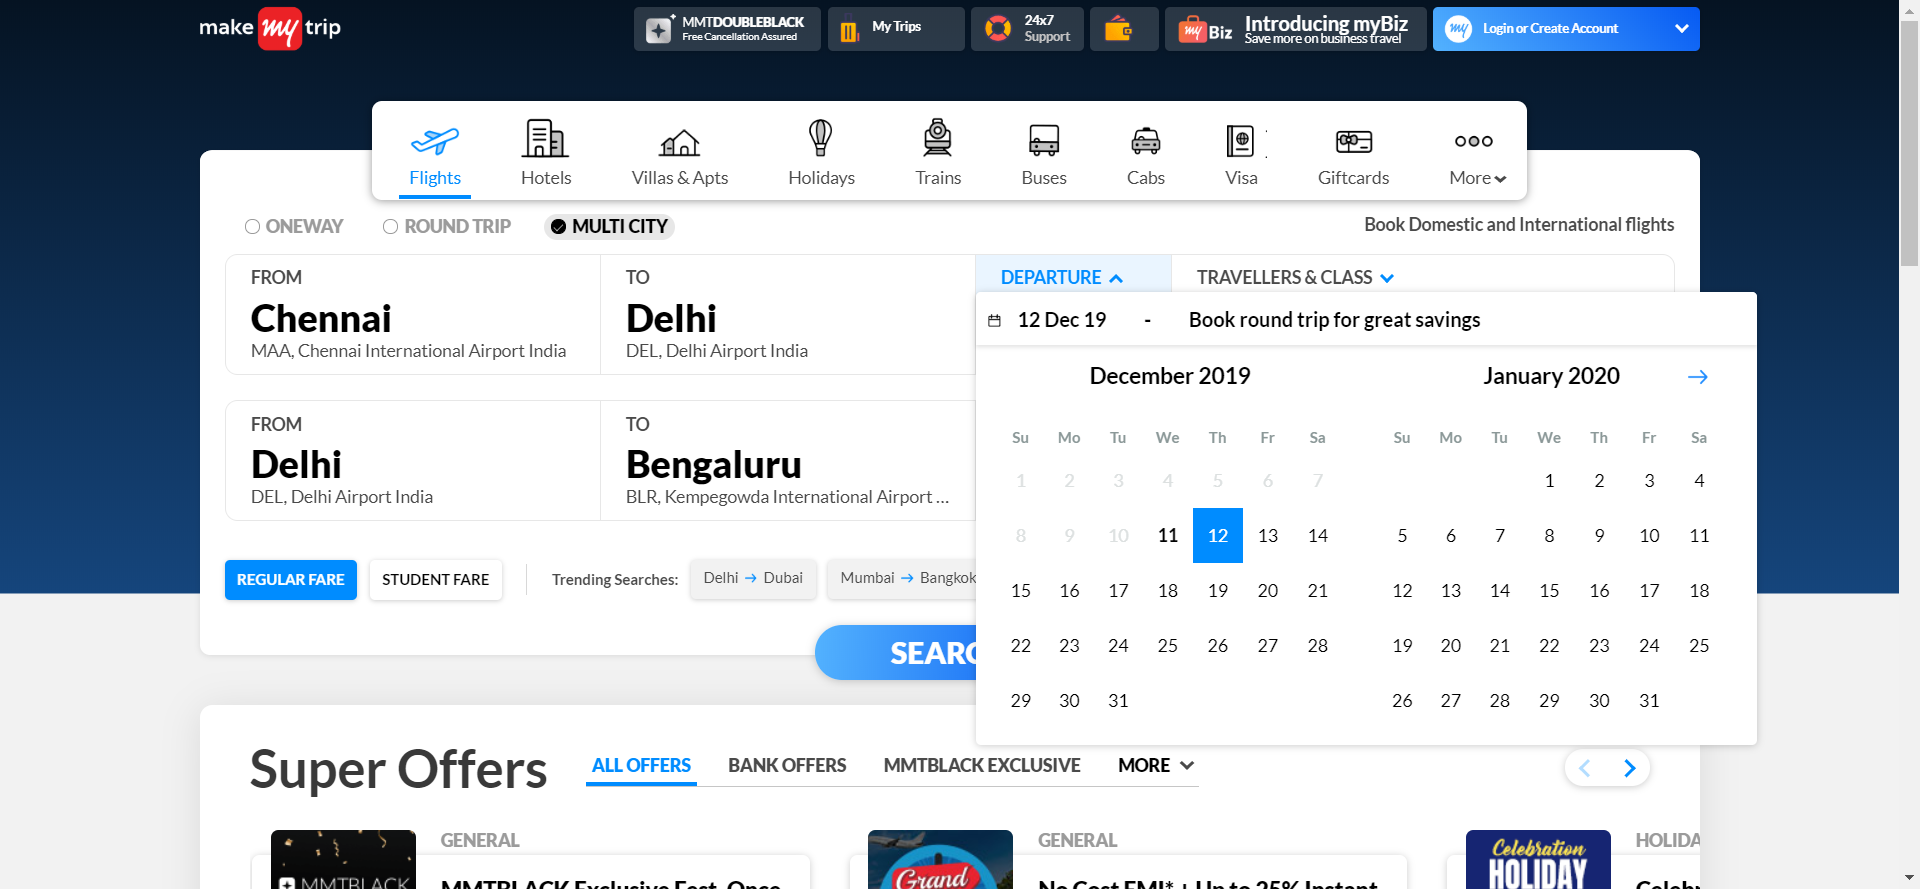 make my trip
MMTDOUBLEBLACK
Free Cancellation Assured
My Trips
24x7
Support
my Biz
Introducing myBiz
Save more on business travel
my
Login or Create Account
Flights
Hotels
Villas & Apts
Holidays
Trains
Buses
Cabs
Visa
Giftcards
More
ONEWAY
ROUND TRIP
MULTI CITY
Book Domestic and International flights
FROM
Chennai
MAA, Chennai International Airport India
TO
Delhi
DEL, Delhi Airport India
DEPARTURE
TRAVELLERS & CLASS
12 Dec 19 - Book round trip for great savings
December 2019
Su Mo Tu We Th Fr Sa
1 2 3 4 5 6 7
8 9 10 11 12 13 14
15 16 17 18 19 20 21
22 23 24 25 26 27 28
29 30 31
January 2020
Su Mo Tu We Th Fr Sa
1 2 3 4
5 6 7 8 9 10 11
12 13 14 15 16 17 18
19 20 21 22 23 24 25
26 27 28 29 30 31
FROM
Delhi
DEL, Delhi Airport India
TO
Bengaluru
BLR, Kempegowda International Airport ...
REGULAR FARE
STUDENT FARE
Trending Searches:
Delhi → Dubai
Mumbai → Bangkok
SEARC
Super Offers
ALL OFFERS
BANK OFFERS
MMTBLACK EXCLUSIVE
MORE
MMTBLACK
GENERAL
MMTBLACK Exclusive Fest, Once
Grand
GENERAL
No Cost EMI* + Up to 25% Instant
Celebration
HOLIDAY
HOLIDA
Celebr